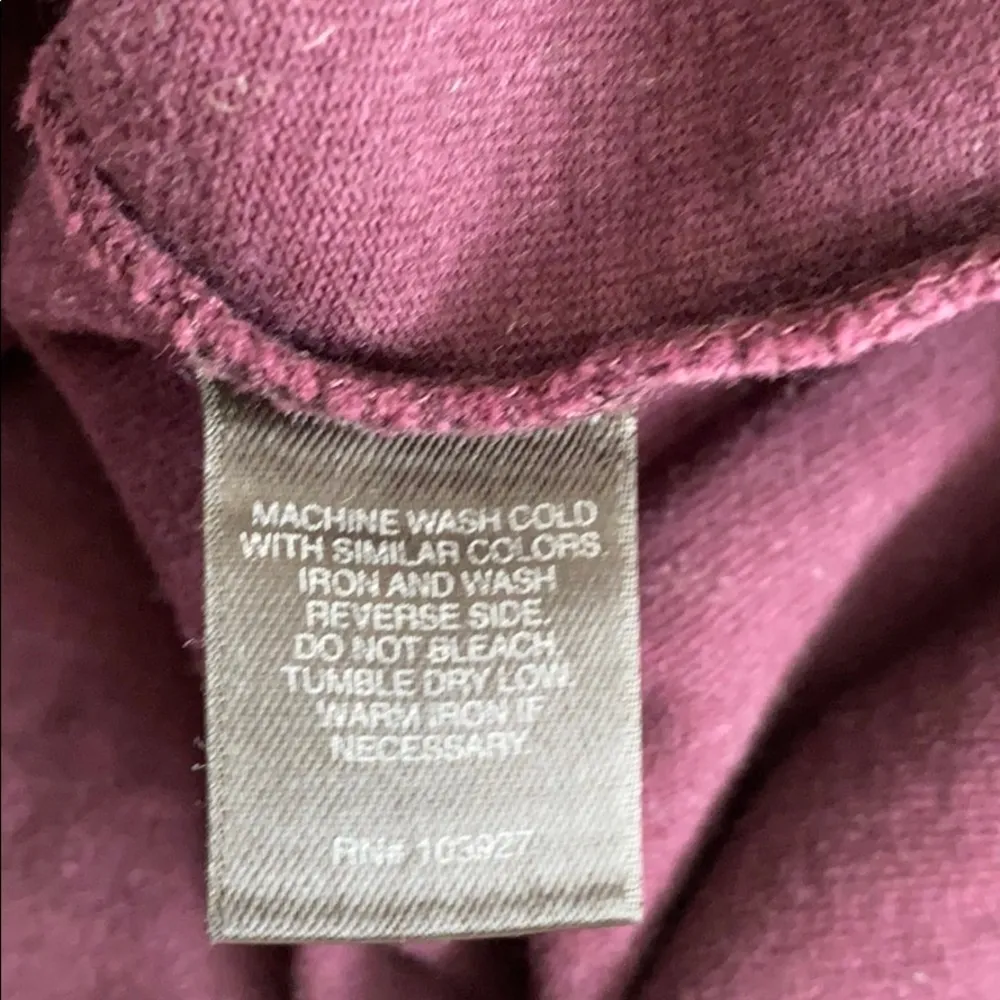 MACHINE WASH COLD
WITH SIMILAR COLORS.
IRON AND WASH
REVERSE SIDE.
DO NOT BLEACH.
TUMBLE DRY LOW.
WARM IRON IF
NECESSARY.
RN# 103927